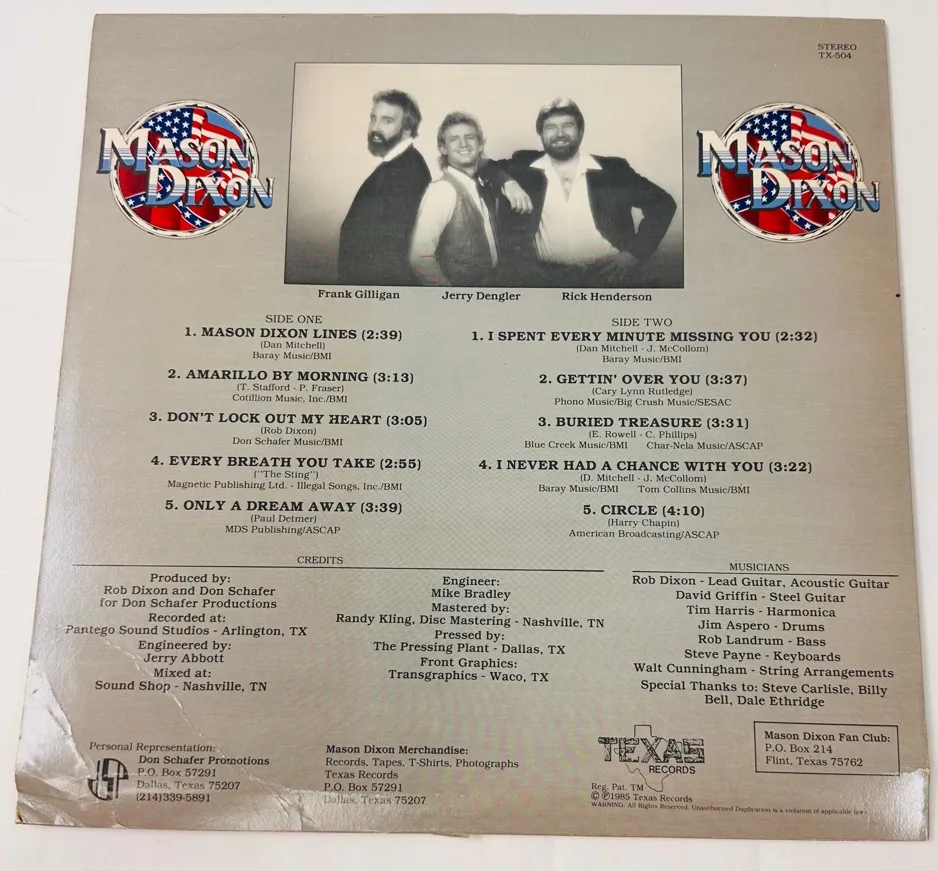 STEREO
TX-504
MASON
DIXON
MASON
DIXON
Frank Gilligan
Jerry Dengler
Rick Henderson
SIDE ONE
1. MASON DIXON LINES (2:39)
(Dan Mitchell)
Baray Music/BMI
2. AMARILLO BY MORNING (3:13)
(T. Stafford - P. Fraser)
Cotillion Music, Inc./BMI
3. DON'T LOCK OUT MY HEART (3:05)
(Rob Dixon)
Don Schafer Music/BMI
4. EVERY BREATH YOU TAKE (2:55)
(''The Sting'')
Magnetic Publishing Ltd. - Illegal Songs, Inc./BMI
5. ONLY A DREAM AWAY (3:39)
(Paul Detmer)
MDS Publishing/ASCAP
SIDE TWO
1. I SPENT EVERY MINUTE MISSING YOU (2:32)
(Dan Mitchell - J. McCollom)
Baray Music/BMI
2. GETTIN' OVER YOU (3:37)
(Cary Lynn Rutledge)
Phono Music/Big Crush Music/SESAC
3. BURIED TREASURE (3:31)
(E. Rowell - C. Phillips)
Blue Creek Music/BMI Char-Nela Music/ASCAP
4. I NEVER HAD A CHANCE WITH YOU (3:22)
(D. Mitchell - J. McCollom)
Baray Music/BMI Tom Collins Music/BMI
5. CIRCLE (4:10)
(Harry Chapin)
American Broadcasting/ASCAP
CREDITS
Produced by:
Rob Dixon and Don Schafer
for Don Schafer Productions
Recorded at:
Pantego Sound Studios - Arlington, TX
Engineered by:
Jerry Abbott
Mixed at:
Sound Shop - Nashville, TN
Engineer:
Mike Bradley
Mastered by:
Randy Kling, Disc Mastering - Nashville, TN
Pressed by:
The Pressing Plant - Dallas, TX
Front Graphics:
Transgraphics - Waco, TX
MUSICIANS
Rob Dixon - Lead Guitar, Acoustic Guitar
David Griffin - Steel Guitar
Tim Harris - Harmonica
Jim Aspero - Drums
Rob Landrum - Bass
Steve Payne - Keyboards
Walt Cunningham - String Arrangements
Special Thanks to: Steve Carlisle, Billy
Bell, Dale Ethridge
Personal Representation:
Don Schafer Promotions
P.O. Box 57291
Dallas, Texas 75207
(214)339-5891
Mason Dixon Merchandise:
Records, Tapes, T-Shirts, Photographs
Texas Records
P.O. Box 57291
Dallas, Texas 75207
TEXAS
RECORDS
Reg. Pat. TM
© ℗1985 Texas Records
WARNING: All Rights Reserved. Unauthorized Duplication is a violation of applicable laws.
Mason Dixon Fan Club:
P.O. Box 214
Flint, Texas 75762